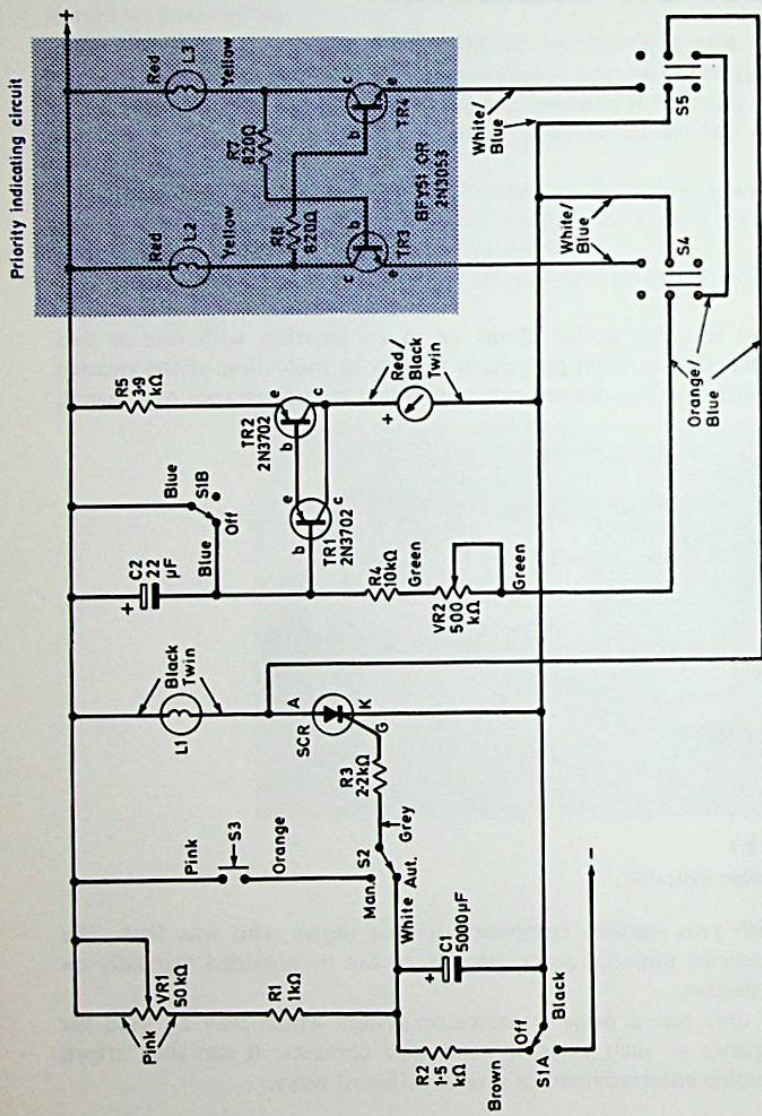 Priority indicating circuit
+
Red
L3
Yellow
R7
820Ω
c
b
e
TR4
Red
L2
Yellow
R6
820Ω
c
b
e
TR3
BFY51 OR
2N3053
White/
Blue
S5
White/
Blue
S4
Orange/
Blue
R5
3·9
kΩ
e
TR2
2N3702
b
c
Red/
Black
Twin
+
Blue
S1B
Off
Blue
e
b
c
TR1
2N3702
+
C2
22
µF
R4
10kΩ
Green
VR2
500
kΩ
Green
Black
Twin
L1
A
SCR
K
G
R3
2·2kΩ
Grey
Pink
S3
Orange
Man.
S2
Aut.
White
VR1
50kΩ
Pink
R1
1kΩ
+
C1
5000µF
R2
1·5
kΩ
Brown
Off
Black
S1A
−